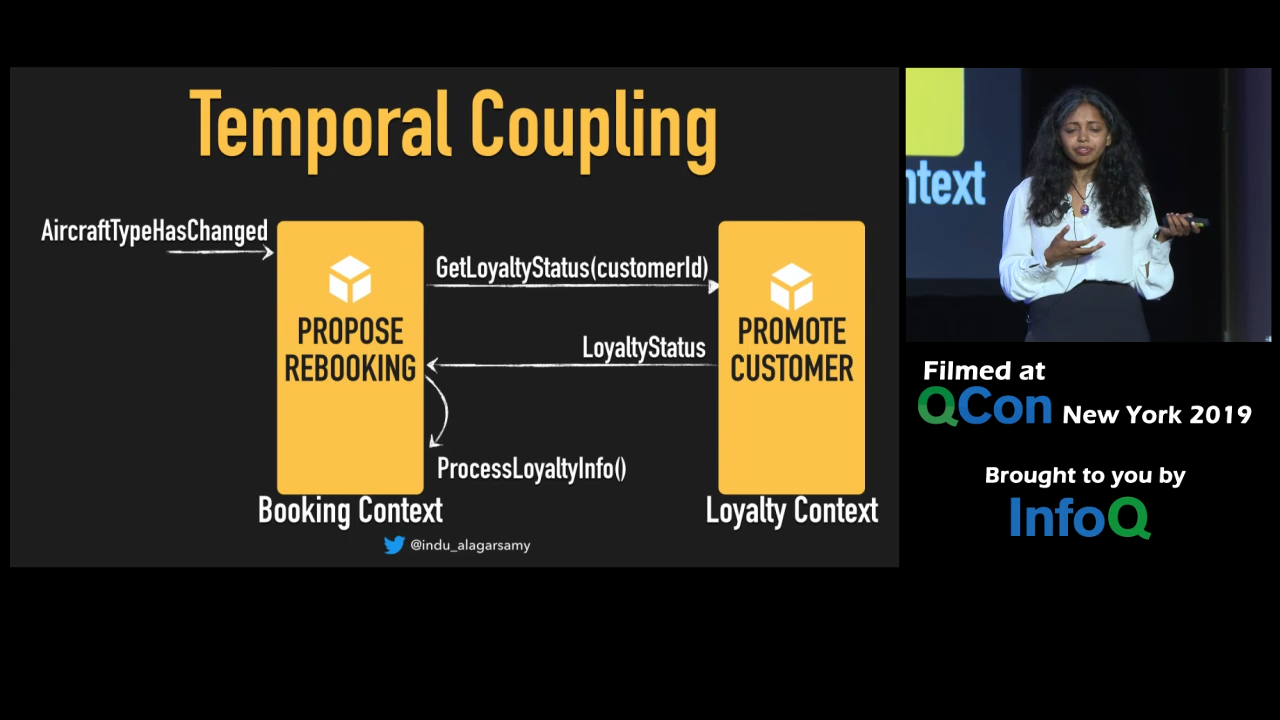 Temporal Coupling
AircraftTypeHasChanged
GetLoyaltyStatus(customerId)
PROPOSE
REBOOKING
PROMOTE
CUSTOMER
LoyaltyStatus
ProcessLoyaltyInfo()
Booking Context
Loyalty Context
@indu_alagarsamy
ntext
Filmed at
QCon New York 2019
Brought to you by
InfoQ